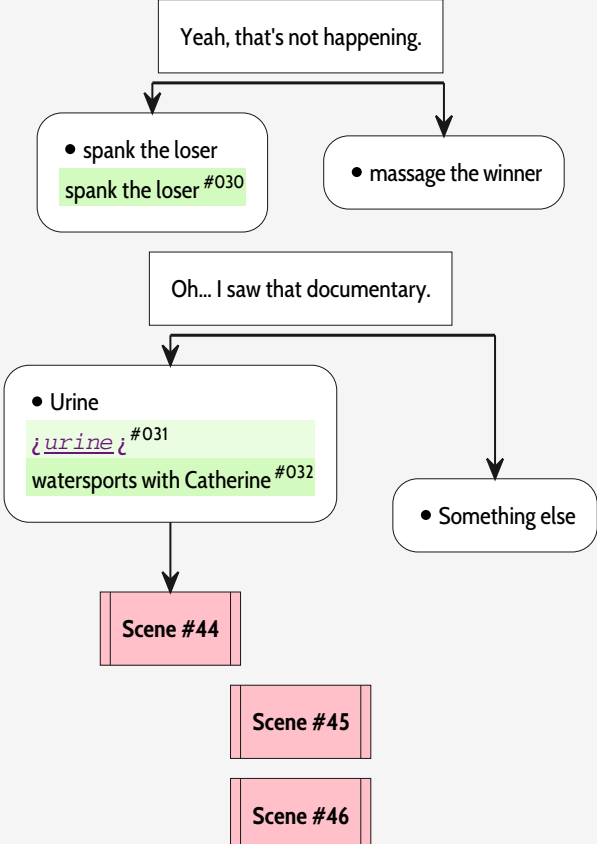 Yeah, that's not happening.
• spank the loser
spank the loser #030
• massage the winner
Oh... I saw that documentary.
• Urine
¿urine¿ #031
watersports with Catherine #032
• Something else
Scene #44
Scene #45
Scene #46